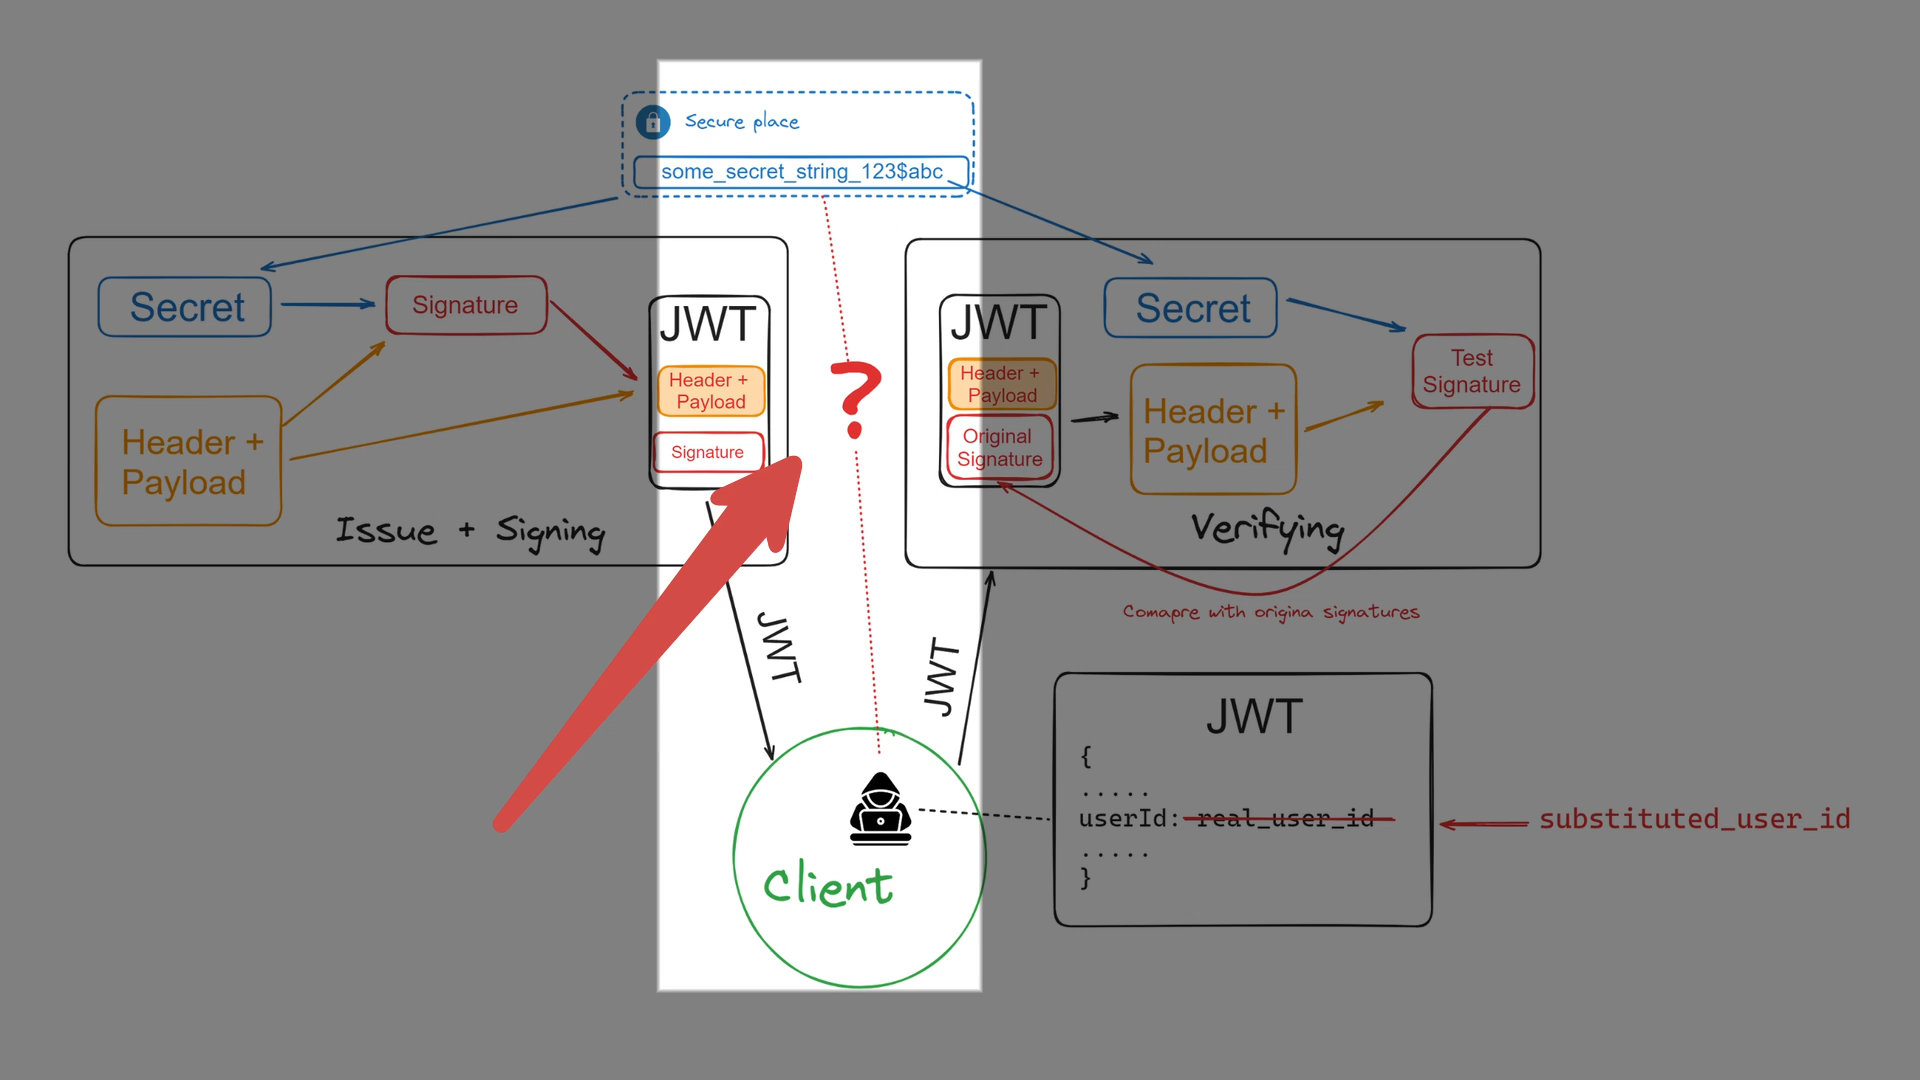 Secure place
some_secret_string_123$abc
Secret
Signature
Header +
Payload
Issue + Signing
JWT
Header +
Payload
Signature
?
JWT
Header +
Payload
Original
Signature
Secret
Header +
Payload
Test
Signature
Verifying
Comapre with origina signatures
JWT
JWT
Client
JWT
{
.....
userId: real_user_id
.....
}
substituted_user_id